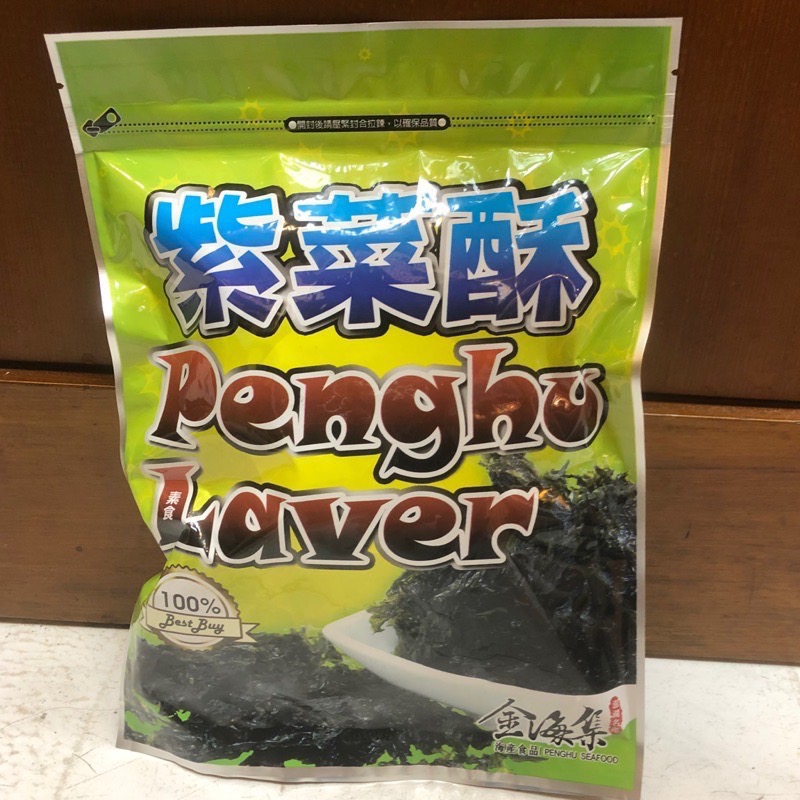 開封後請壓緊封合拉鍊，以確保品質
紫菜酥
Penghu
Laver
素食
100%
Best Buy
金海集
海產食品 | PENGHU SEAFOOD